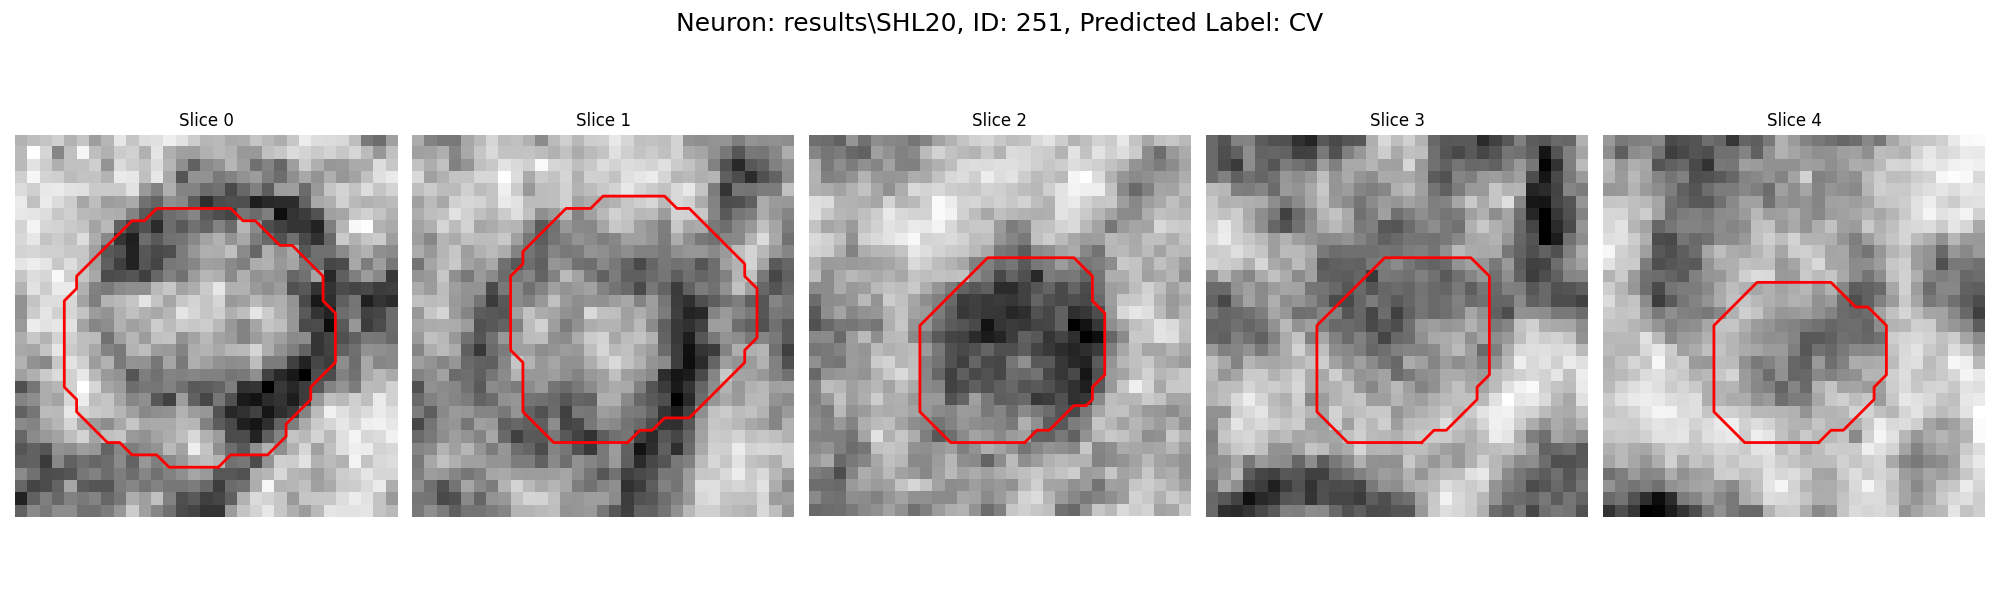 Neuron: results\SHL20, ID: 251, Predicted Label: CV
Slice 0
Slice 1
Slice 2
Slice 3
Slice 4